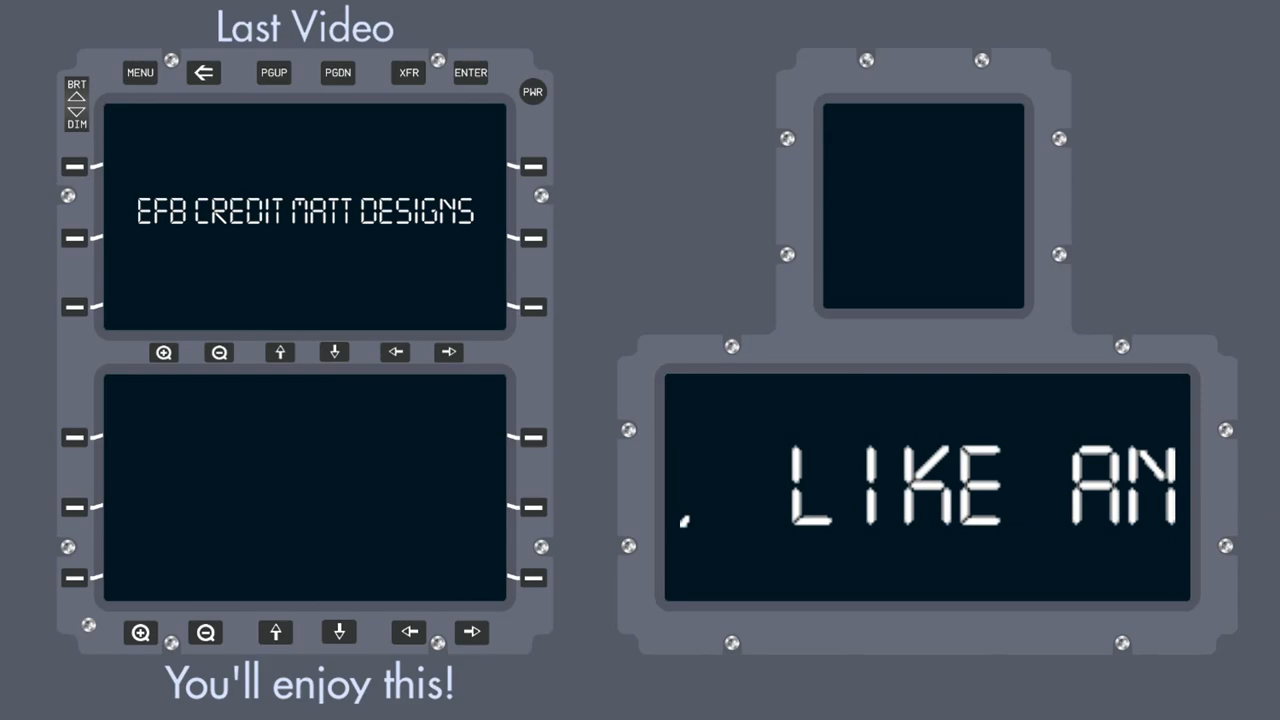 Last Video
MENU
PGUP
PGDN
XFR
ENTER
BRT
DIM
PWR
EFB CREDIT MATT DESIGNS
, LIKE AN
You'll enjoy this!